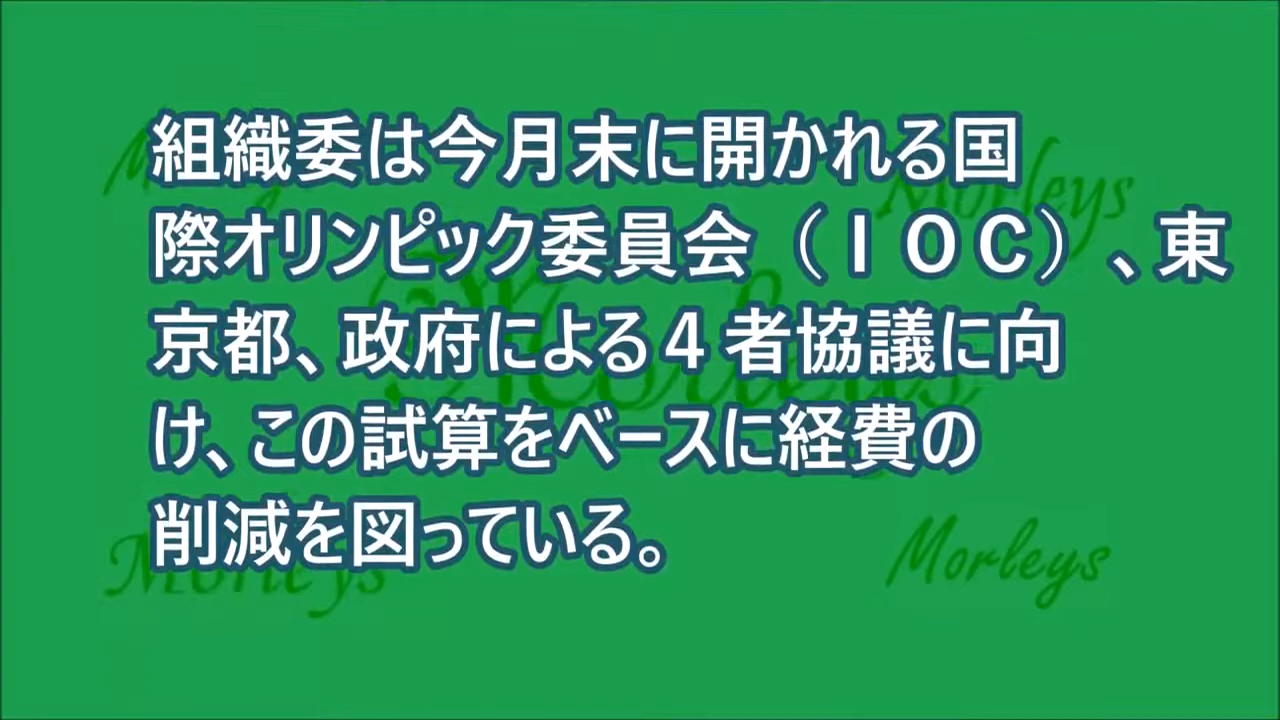 組織委は今月末に開かれる国
際オリンピック委員会（ＩＯＣ）、東
京都、政府による４者協議に向
け、この試算をベースに経費の
削減を図っている。
Morleys
Morleys
Morleys
Morleys
Morleys